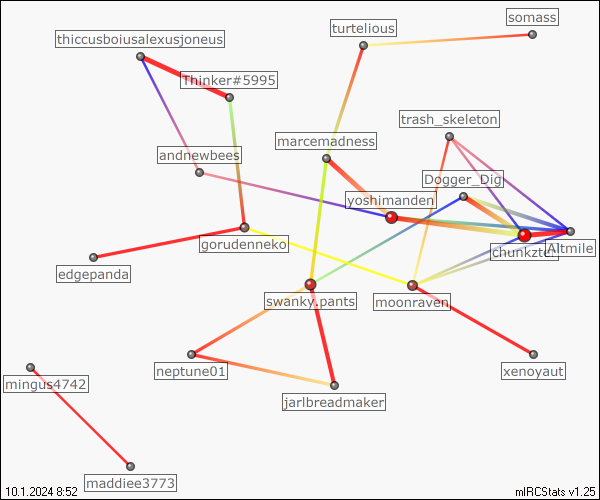 somass
turtelious
thiccusboiusalexusjoneus
Thinker#5995
trash_skeleton
marcemadness
andnewbees
Dogger_Dig
yoshimanden
gorudenneko
Altmile
edgepanda
swanky.pants
moonraven
neptune01
xenoyaut
mingus4742
jarlbreadmaker
maddiee3773
10.1.2024 8:52
mIRCStats v1.25